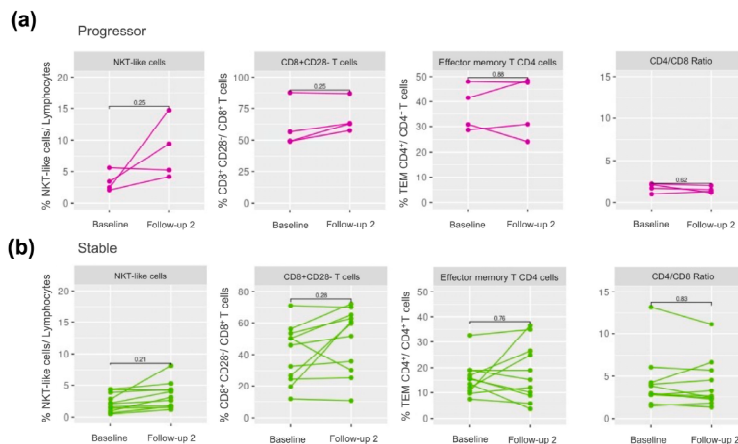 (a)
Progressor
NKT-like cells
CD8+CD28- T cells
Effector memory T CD4 cells
CD4/CD8 Ratio
% NKT-like cells/ Lymphocytes
20
15
10
5
0
0.25
Baseline
Follow-up 2
% CD8⁺ CD28⁻/ CD8⁺ T cells
100
75
50
25
0
0.25
Baseline
Follow-up 2
% TEM CD4⁺/ CD4⁻ T cells
50
40
30
20
10
0
0.88
Baseline
Follow-up 2
15
10
5
0
0.62
Baseline
Follow-up 2
(b)
Stable
NKT-like cells
CD8+CD28- T cells
Effector memory T CD4 cells
CD4/CD8 Ratio
% NKT-like cells/ Lymphocytes
20
15
10
5
0
0.21
Baseline
Follow-up 2
% CD8⁺CD28⁻/ CD8⁺ T cells
80
60
40
20
0
0.28
Baseline
Follow-up 2
% TEM CD4⁺/ CD4⁺T cells
50
40
30
20
10
0
0.76
Baseline
Follow-up 2
15
10
5
0
0.83
Baseline
Follow-up 2